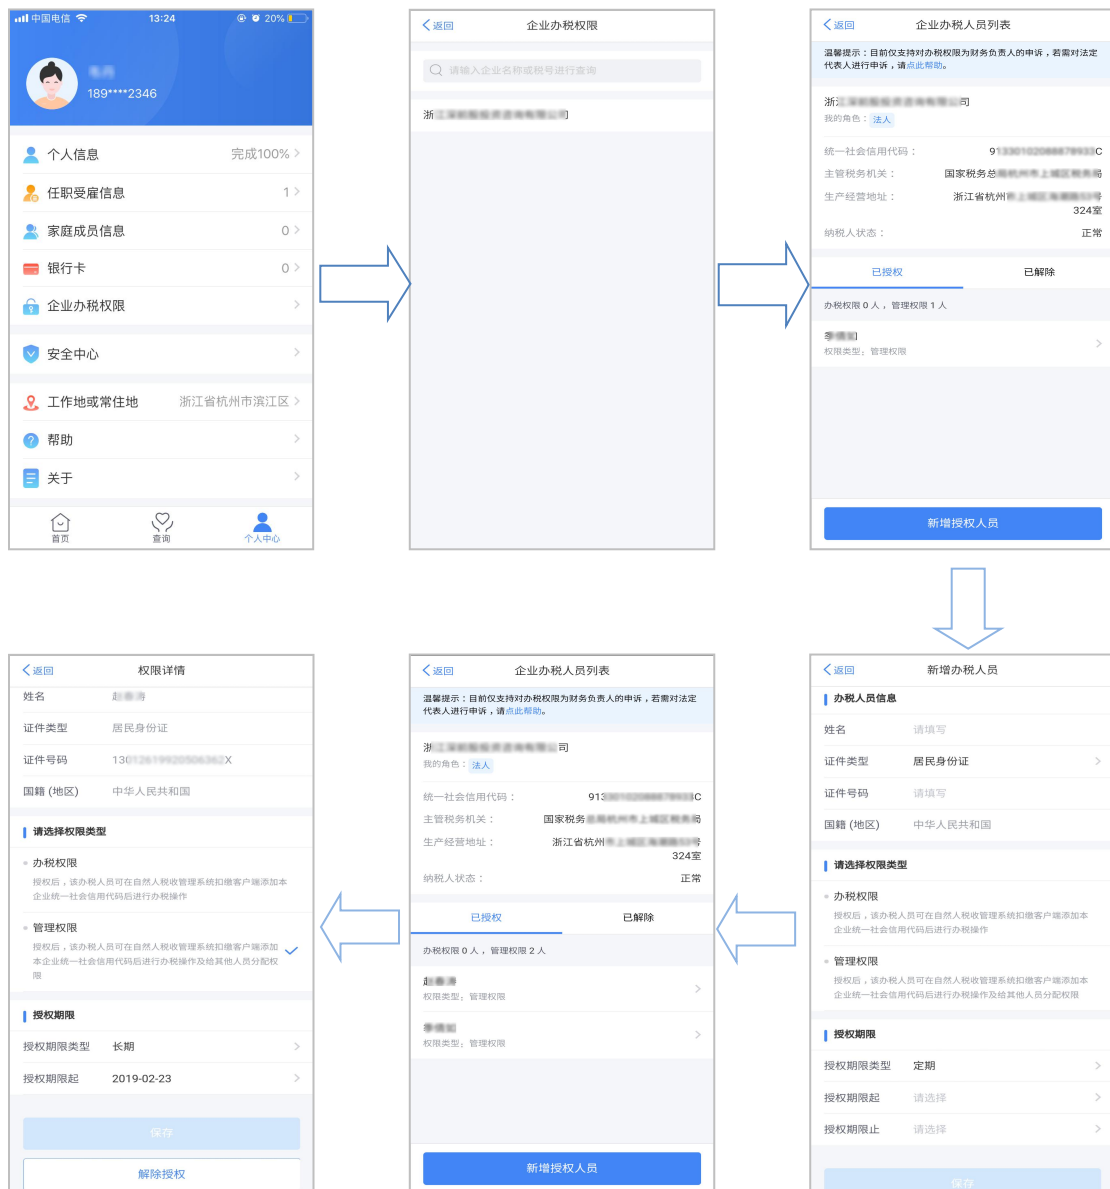 中国电信
13:24
20%
189****2346
个人信息
完成100%
任职受雇信息
1
家庭成员信息
0
银行卡
0
企业办税权限
安全中心
工作地或常住地
浙江省杭州市滨江区
帮助
关于
首页
查询
个人中心
返回
企业办税权限
请输入企业名称或税号进行查询
浙
返回
企业办税人员列表
温馨提示：目前仅支持对办税权限为财务负责人的申诉，若需对法定
代表人进行申诉，请点此帮助。
浙江 司
我的角色： 法人
统一社会信用代码： 9 C
主管税务机关： 国家税务总 局
生产经营地址： 浙江省杭州 号
324室
纳税人状态： 正常
已授权
已解除
办税权限 0 人，管理权限 1 人
权限类型：管理权限
新增授权人员
返回
新增办税人员
办税人员信息
姓名 请填写
证件类型 居民身份证
证件号码 请填写
国籍 (地区) 中华人民共和国
请选择权限类型
办税权限
授权后，该办税人员可在自然人税收管理系统扣缴客户端添加本
企业统一社会信用代码后进行办税操作
管理权限
授权后，该办税人员可在自然人税收管理系统扣缴客户端添加本
企业统一社会信用代码后进行办税操作及给其他人员分配权限
授权期限
授权期限类型 定期
授权期限起 请选择
授权期限止 请选择
保存
返回
企业办税人员列表
温馨提示：目前仅支持对办税权限为财务负责人的申诉，若需对法定
代表人进行申诉，请点此帮助。
司
我的角色： 法人
统一社会信用代码： 913 C
主管税务机关： 国家税务 局
生产经营地址： 浙江省杭州 号
324室
纳税人状态： 正常
已授权
已解除
办税权限 0 人，管理权限 2 人
权限类型：管理权限
权限类型：管理权限
新增授权人员
返回
权限详情
姓名
证件类型 居民身份证
证件号码 130 X
国籍 (地区) 中华人民共和国
请选择权限类型
办税权限
授权后，该办税人员可在自然人税收管理系统扣缴客户端添加本
企业统一社会信用代码后进行办税操作
管理权限
授权后，该办税人员可在自然人税收管理系统扣缴客户端添加
本企业统一社会信用代码后进行办税操作及给其他人员分配权
限
授权期限
授权期限类型 长期
授权期限起 2019-02-23
保存
解除授权